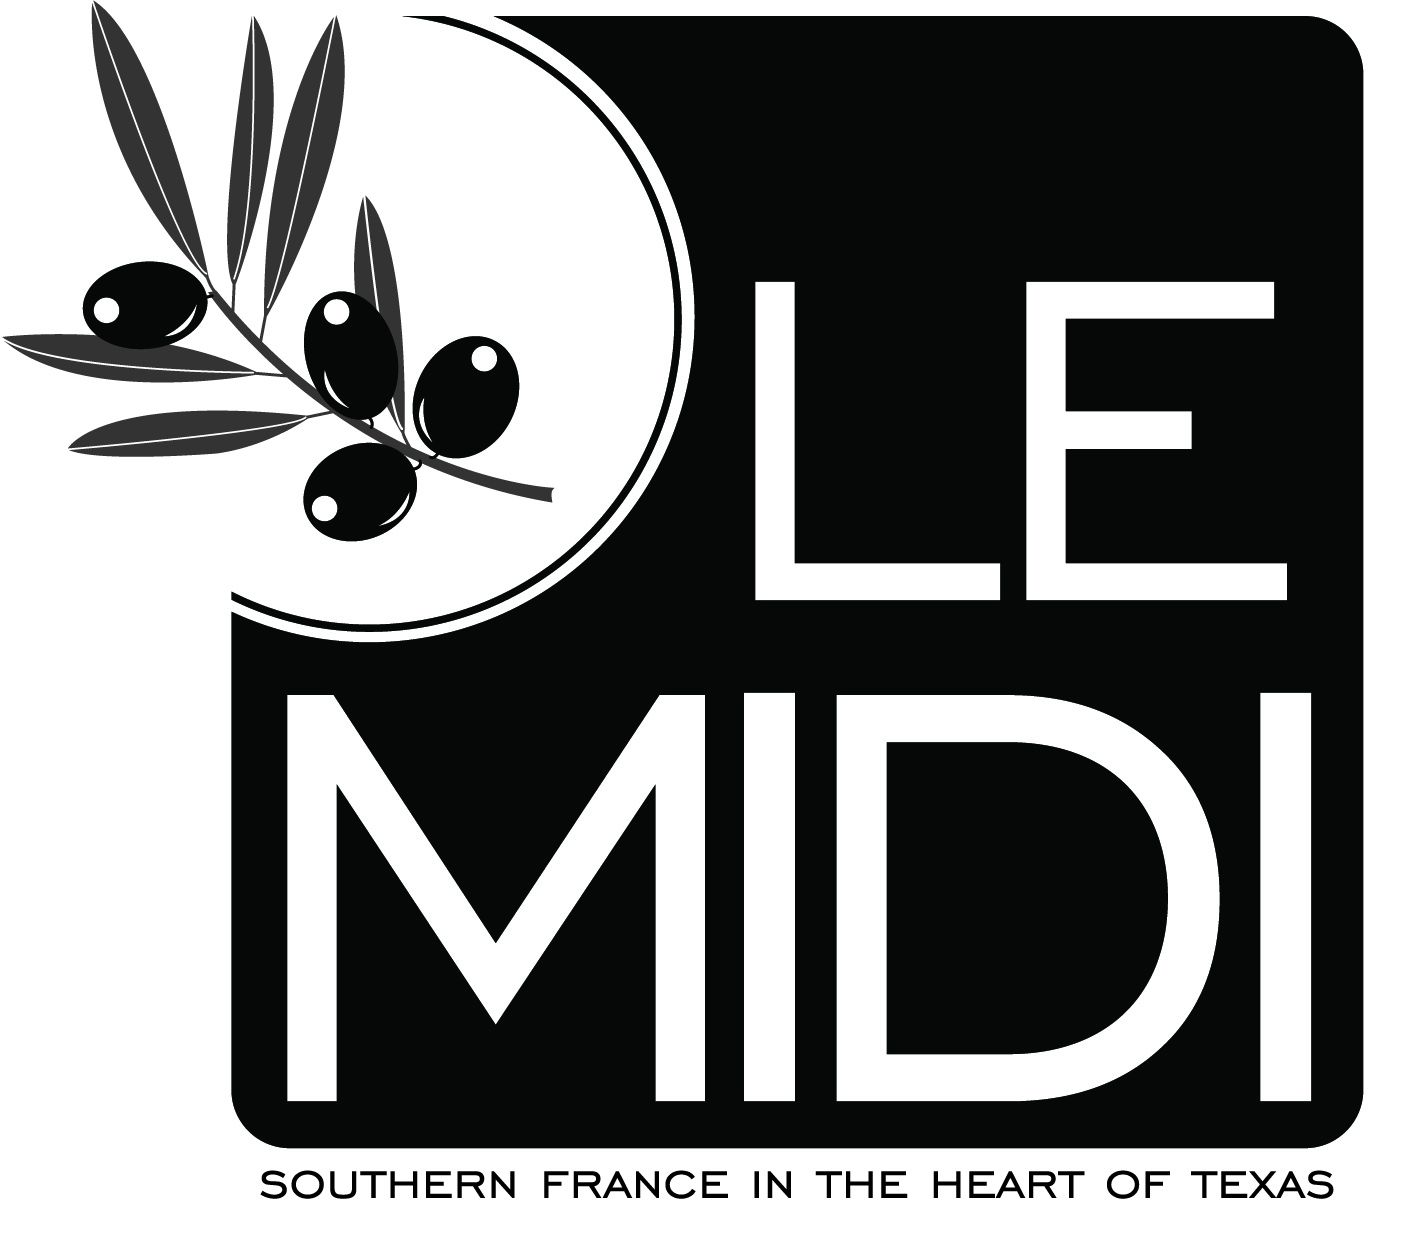 LE
MIDI
SOUTHERN FRANCE IN THE HEART OF TEXAS